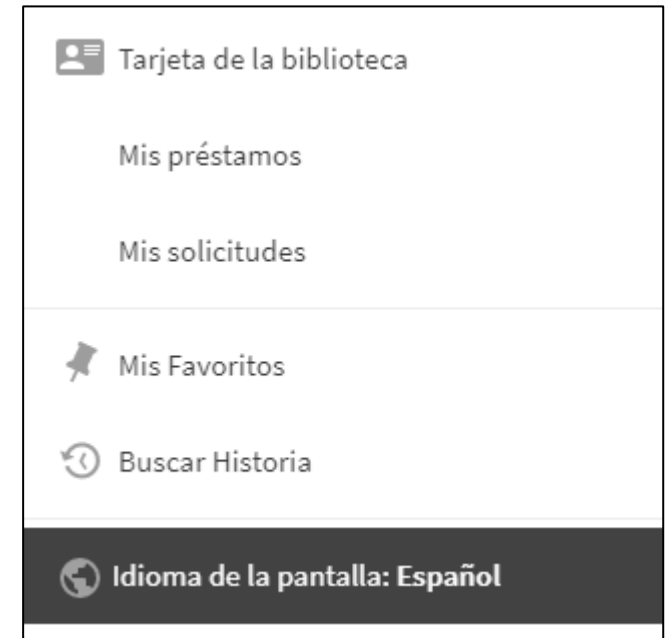 Tarjeta de la biblioteca
Mis préstamos
Mis solicitudes
Mis Favoritos
Buscar Historia
Idioma de la pantalla: Español